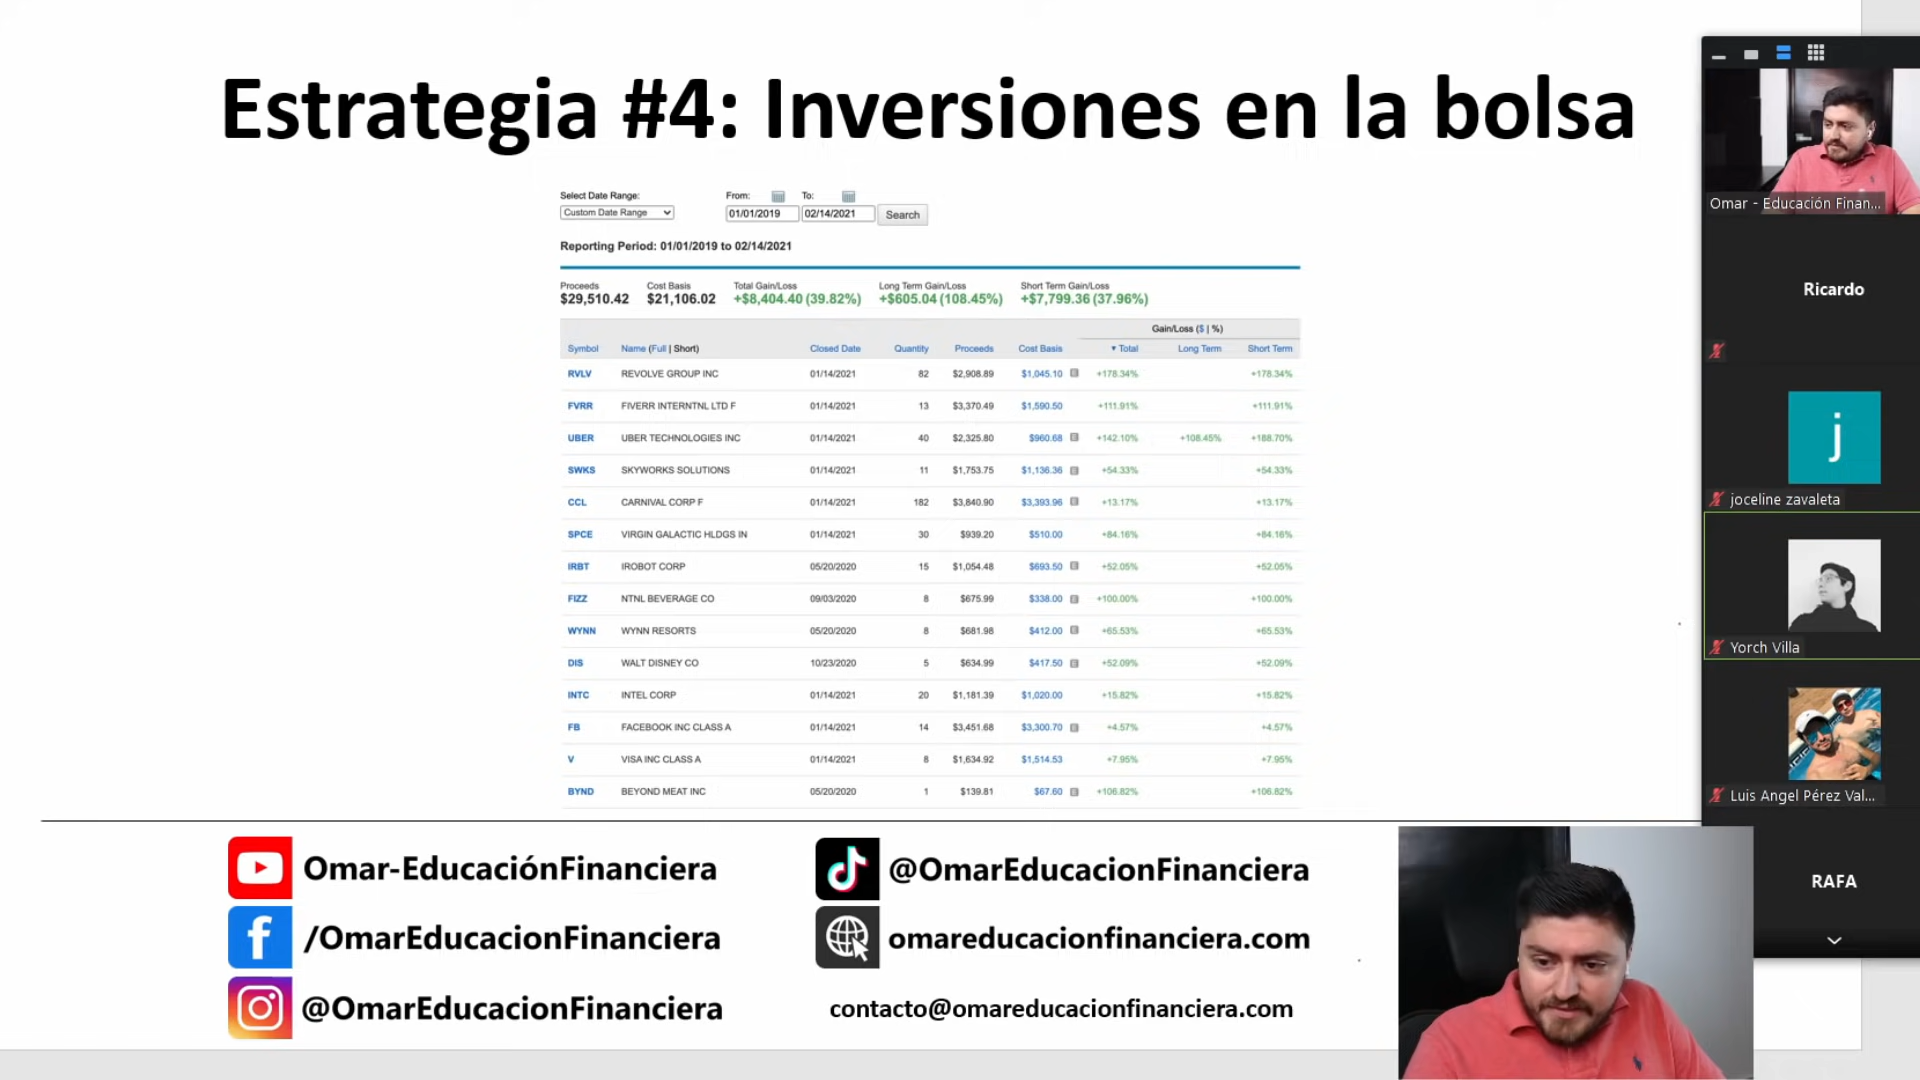 Estrategia #4: Inversiones en la bolsa
Select Date Range: From: To:
Custom Date Range 01/01/2019 02/14/2021 Search
Reporting Period: 01/01/2019 to 02/14/2021
Proceeds Cost Basis Total Gain/Loss Long Term Gain/Loss Short Term Gain/Loss
$29,510.42 $21,106.02 +$8,404.40 (39.82%) +$605.04 (108.45%) +$7,799.36 (37.96%)
Gain/Loss ($ | %)
Symbol Name (Full | Short) Closed Date Quantity Proceeds Cost Basis ▼ Total Long Term Short Term
RVLV REVOLVE GROUP INC 01/14/2021 82 $2,908.89 $1,045.10 E +178.34% +178.34%
FVRR FIVERR INTERNTNL LTD F 01/14/2021 13 $3,370.49 $1,590.50 +111.91% +111.91%
UBER UBER TECHNOLOGIES INC 01/14/2021 40 $2,325.80 $960.68 E +142.10% +108.45% +188.70%
SWKS SKYWORKS SOLUTIONS 01/14/2021 11 $1,753.75 $1,136.36 E +54.33% +54.33%
CCL CARNIVAL CORP F 01/14/2021 182 $3,840.90 $3,393.96 E +13.17% +13.17%
SPCE VIRGIN GALACTIC HLDGS IN 01/14/2021 30 $939.20 $510.00 +84.16% +84.16%
IRBT IROBOT CORP 05/20/2020 15 $1,054.48 $693.50 E +52.05% +52.05%
FIZZ NTNL BEVERAGE CO 09/03/2020 8 $675.99 $338.00 E +100.00% +100.00%
WYNN WYNN RESORTS 05/20/2020 8 $681.98 $412.00 E +65.53% +65.53%
DIS WALT DISNEY CO 10/23/2020 5 $634.99 $417.50 E +52.09% +52.09%
INTC INTEL CORP 01/14/2021 20 $1,181.39 $1,020.00 +15.82% +15.82%
FB FACEBOOK INC CLASS A 01/14/2021 14 $3,451.68 $3,300.70 E +4.57% +4.57%
V VISA INC CLASS A 01/14/2021 8 $1,634.92 $1,514.53 +7.95% +7.95%
BYND BEYOND MEAT INC 05/20/2020 1 $139.81 $67.60 E +106.82% +106.82%
Omar-EducaciónFinanciera
/OmarEducacionFinanciera
@OmarEducacionFinanciera
@OmarEducacionFinanciera
omareducacionfinanciera.com
contacto@omareducacionfinanciera.com
Omar - Educación Finan...
Ricardo
j
joceline zavaleta
Yorch Villa
Luis Angel Pérez Val...
RAFA